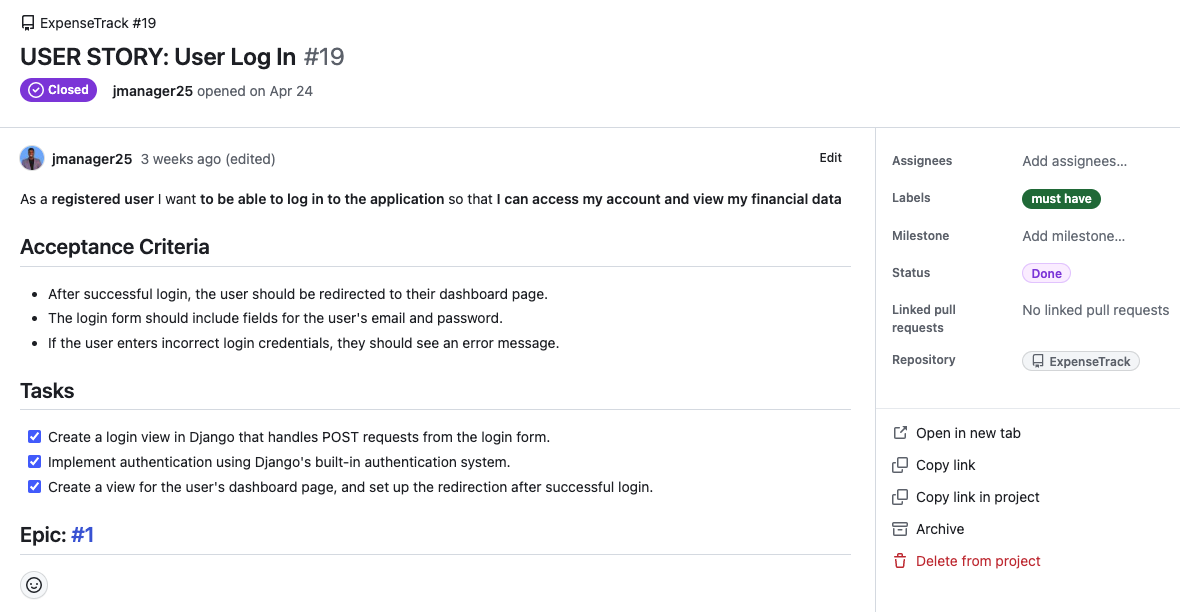 ExpenseTrack #19
USER STORY: User Log In #19
Closed
jmanager25 opened on Apr 24
jmanager25 3 weeks ago (edited)
Edit
As a registered user I want to be able to log in to the application so that I can access my account and view my financial data
Acceptance Criteria
• After successful login, the user should be redirected to their dashboard page.
• The login form should include fields for the user's email and password.
• If the user enters incorrect login credentials, they should see an error message.
Tasks
Create a login view in Django that handles POST requests from the login form.
Implement authentication using Django's built-in authentication system.
Create a view for the user's dashboard page, and set up the redirection after successful login.
Epic: #1
Assignees
Add assignees…
Labels
must have
Milestone
Add milestone…
Status
Done
Linked pull
requests
No linked pull requests
Repository
ExpenseTrack
Open in new tab
Copy link
Copy link in project
Archive
Delete from project